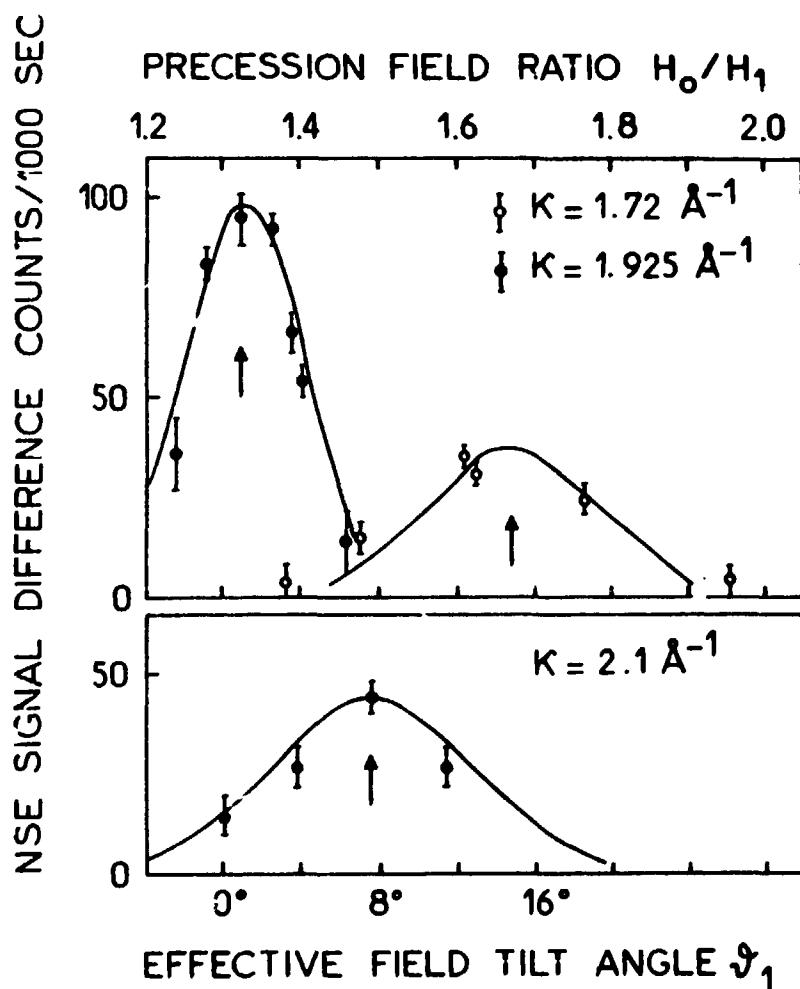 PRECESSION FIELD RATIO H₀/H₁
1.2 1.4 1.6 1.8 2.0
NSE SIGNAL DIFFERENCE COUNTS/1000 SEC
100
50
0
K = 1.72 Å⁻¹
K = 1.925 Å⁻¹
50
0
K = 2.1 Å⁻¹
0° 8° 16°
EFFECTIVE FIELD TILT ANGLE ϑ₁